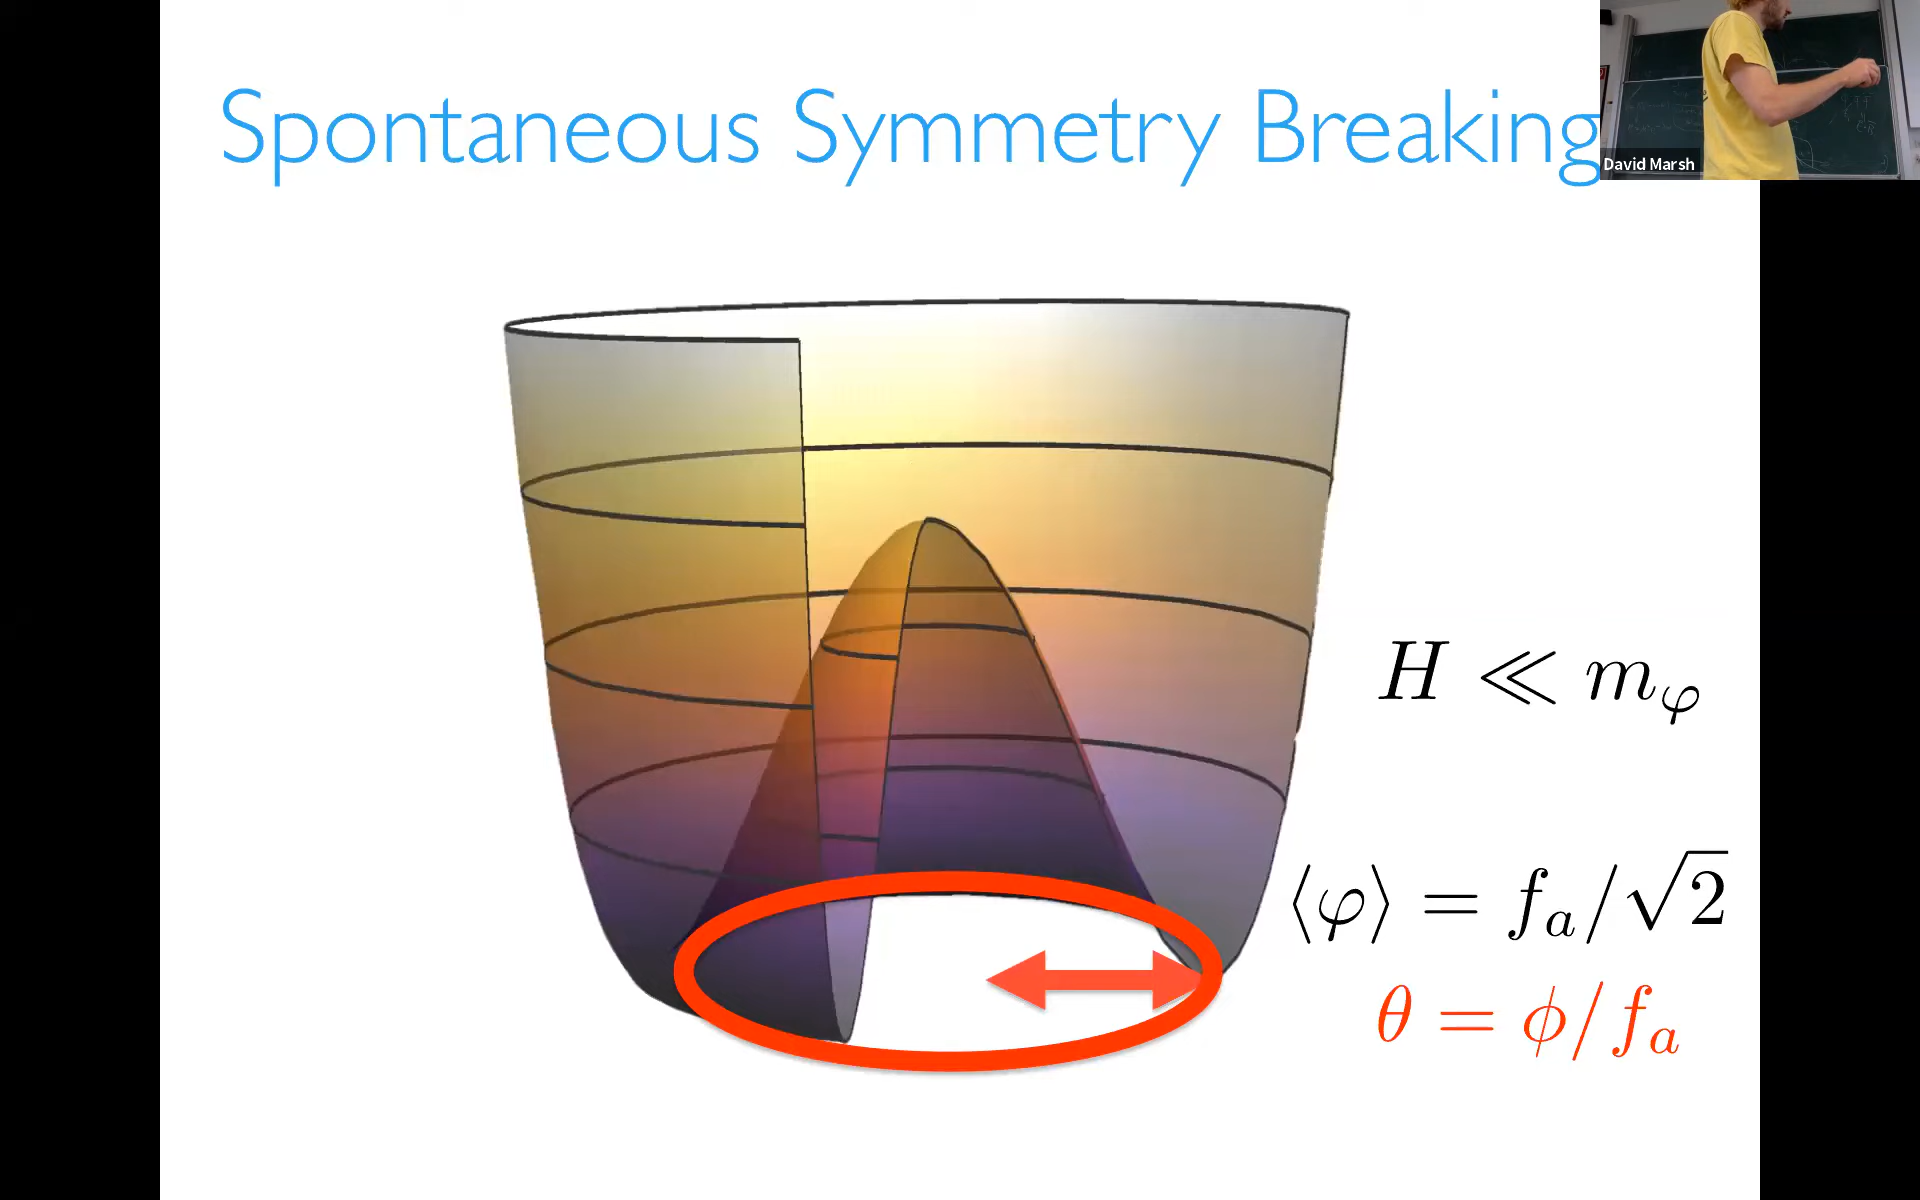 Spontaneous Symmetry Breaking
David Marsh
H ≪ m_φ
⟨φ⟩ = f_a/√2
θ = ϕ/f_a